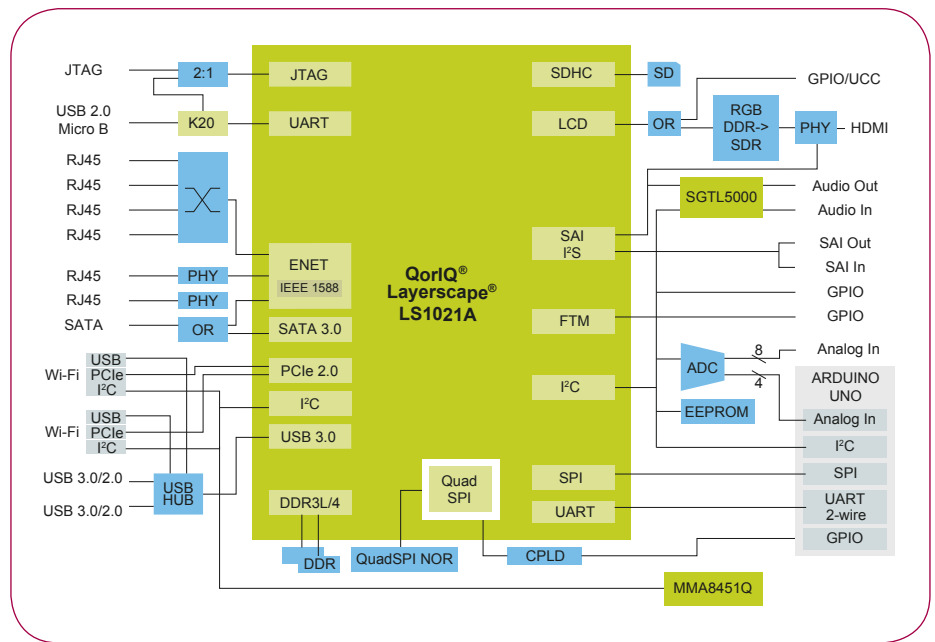 JTAG
2:1
JTAG
USB 2.0
Micro B
K20
UART
RJ45
RJ45
RJ45
RJ45
ENET
IEEE 1588
RJ45
PHY
RJ45
PHY
SATA
OR
SATA 3.0
Wi-Fi
USB
PCIe
I²C
PCIe 2.0
I²C
Wi-Fi
USB
PCIe
I²C
USB 3.0
USB 3.0/2.0
USB 3.0/2.0
USB
HUB
DDR3L/4
DDR
QuadSPI NOR
Quad
SPI
CPLD
QorIQ®
Layerscape®
LS1021A
SDHC
SD
LCD
OR
GPIO/UCC
RGB
DDR->
SDR
PHY
HDMI
SGTL5000
Audio Out
Audio In
SAI
I²S
SAI Out
SAI In
GPIO
FTM
GPIO
I²C
ADC
8
4
Analog In
EEPROM
ARDUINO
UNO
Analog In
I²C
SPI
SPI
UART
UART
2-wire
GPIO
MMA8451Q